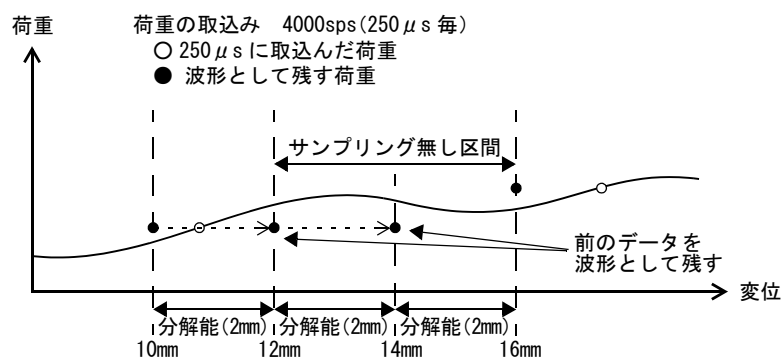 荷重
荷重の取込み 4000sps(250μs毎)
○ 250μsに取込んだ荷重
● 波形として残す荷重
サンプリング無し区間
前のデータを
波形として残す
変位
分解能(2mm) 分解能(2mm) 分解能(2mm)
10mm 12mm 14mm 16mm